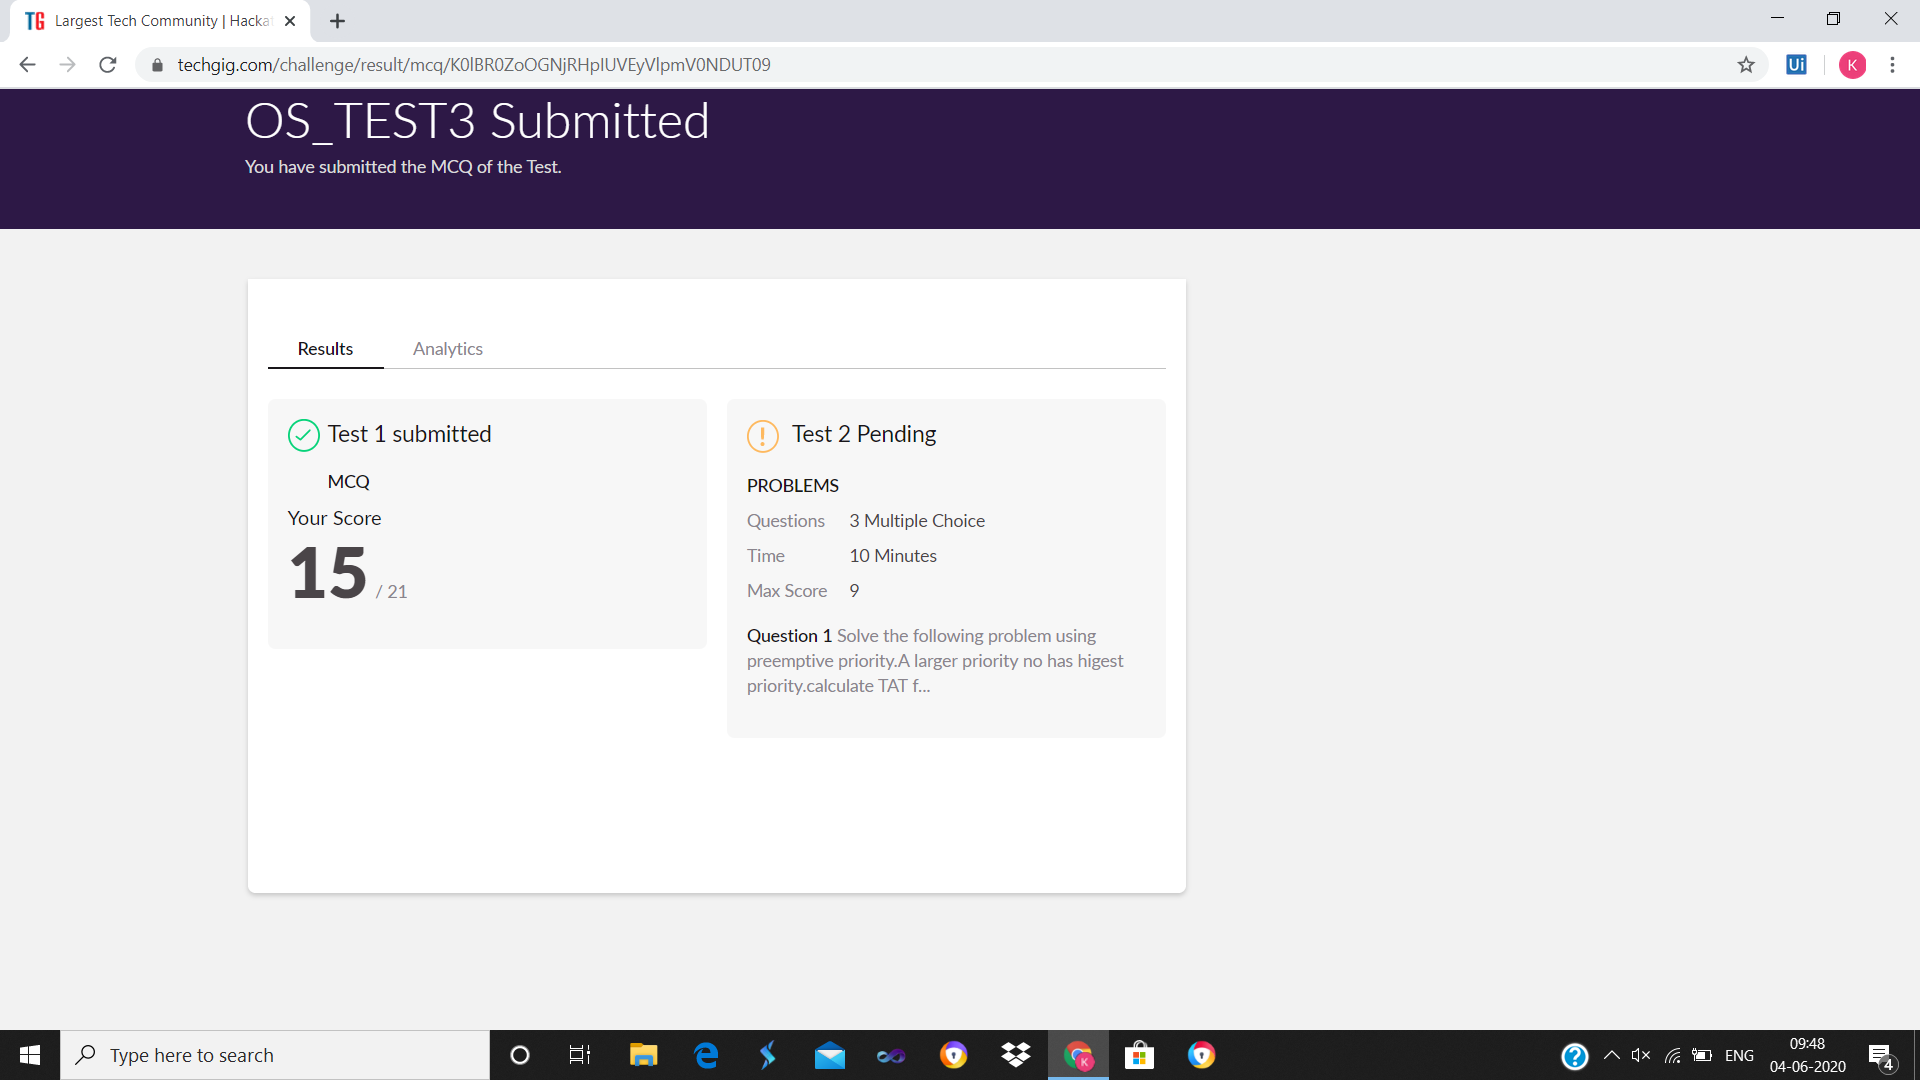 TG Largest Tech Community | Hacka
techgig.com/challenge/result/mcq/K0lBR0ZoOGNjRHpIUVEyVlpmV0NDUT09
Ui
K
OS_TEST3 Submitted
You have submitted the MCQ of the Test.
Results Analytics
Test 1 submitted
MCQ
Your Score
15 / 21
Test 2 Pending
PROBLEMS
Questions 3 Multiple Choice
Time 10 Minutes
Max Score 9
Question 1 Solve the following problem using
preemptive priority.A larger priority no has higest
priority.calculate TAT f...
Type here to search
K
ENG
09:48
04-06-2020
4